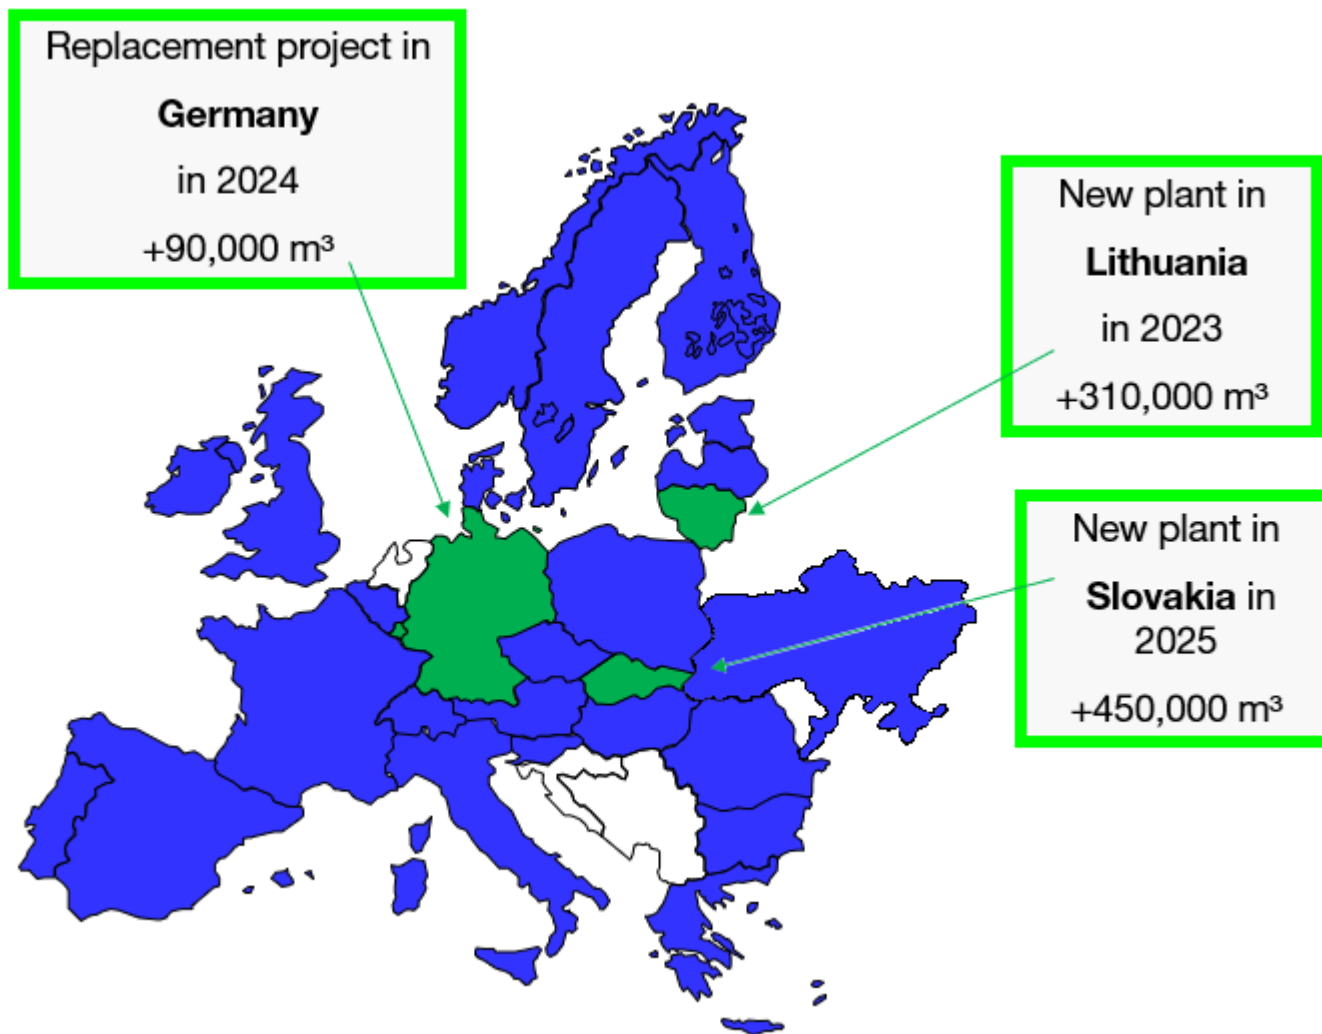 Replacement project in
Germany
in 2024
+90,000 m³
New plant in
Lithuania
in 2023
+310,000 m³
New plant in
Slovakia in
2025
+450,000 m³